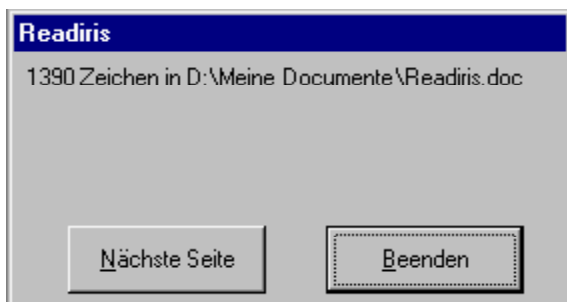 Readiris
1390 Zeichen in D:\Meine Documente\Readiris.doc
Nächste Seite
Beenden